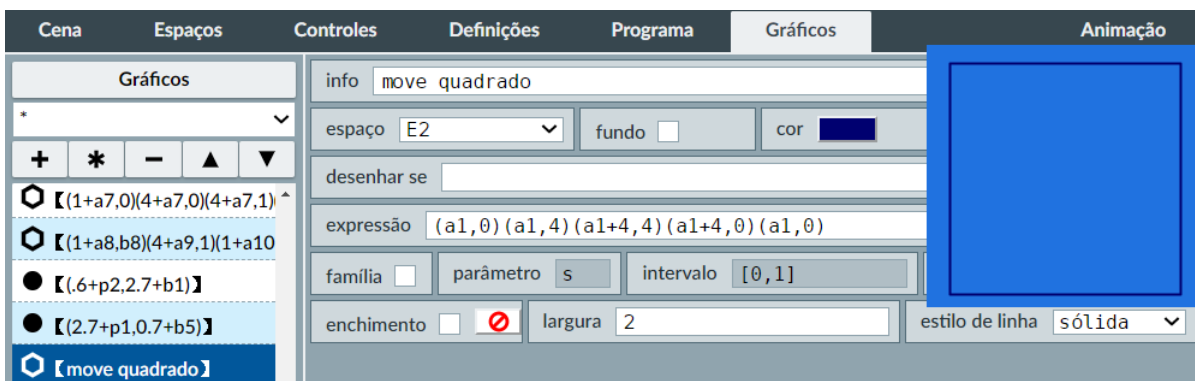 Cena Espaços Controles Definições Programa Gráficos Animação
Gráficos
*
+ * − ▲ ▼
【(1+a7,0)(4+a7,0)(4+a7,1)(
【(1+a8,b8)(4+a9,1)(1+a10
【(.6+p2,2.7+b1)】
【(2.7+p1,0.7+b5)】
【move quadrado】
info move quadrado
espaço E2 fundo cor
desenhar se
expressão (a1,0)(a1,4)(a1+4,4)(a1+4,0)(a1,0)
família parâmetro s intervalo [0,1]
enchimento largura 2 estilo de linha sólida